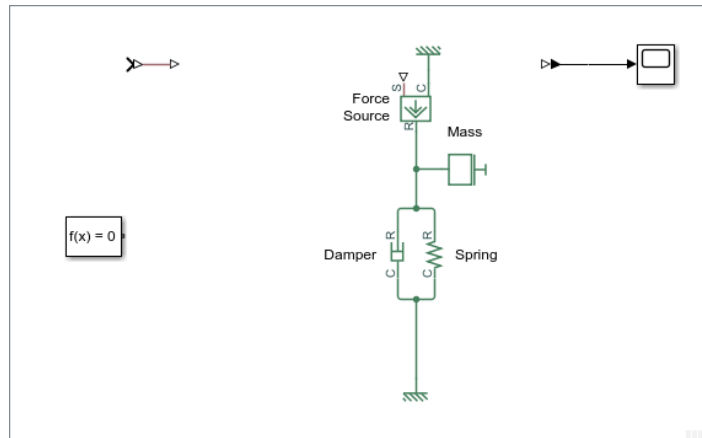 S
C
Force
Source
R
Mass
f(x) = 0
R
R
Damper
Spring
C
C